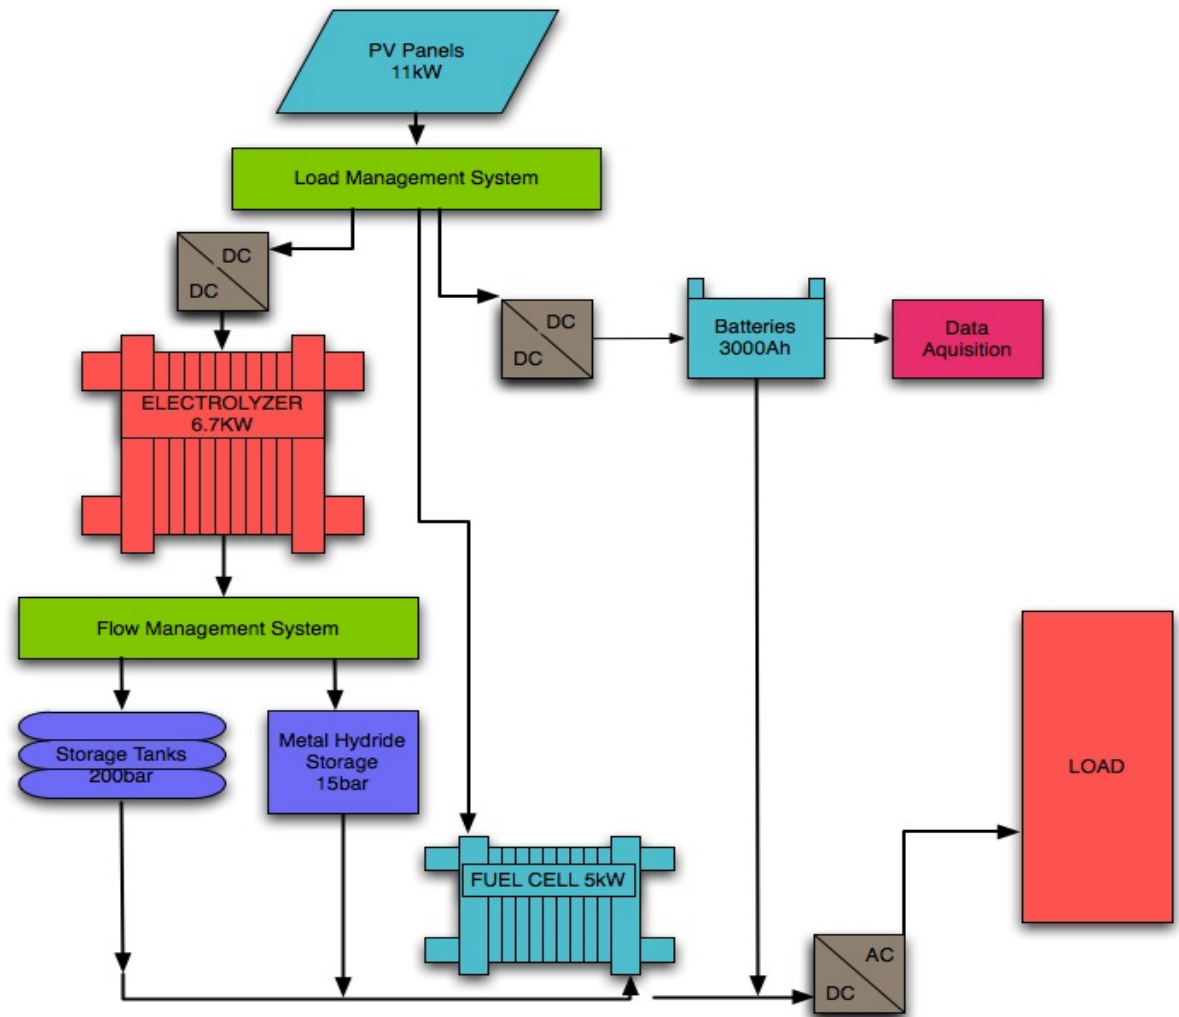 PV Panels
11kW
Load Management System
DC
DC
DC
DC
Batteries
3000Ah
Data
Aquisition
ELECTROLYZER
6.7KW
Flow Management System
Storage Tanks
200bar
Metal Hydride
Storage
15bar
LOAD
FUEL CELL 5kW
AC
DC